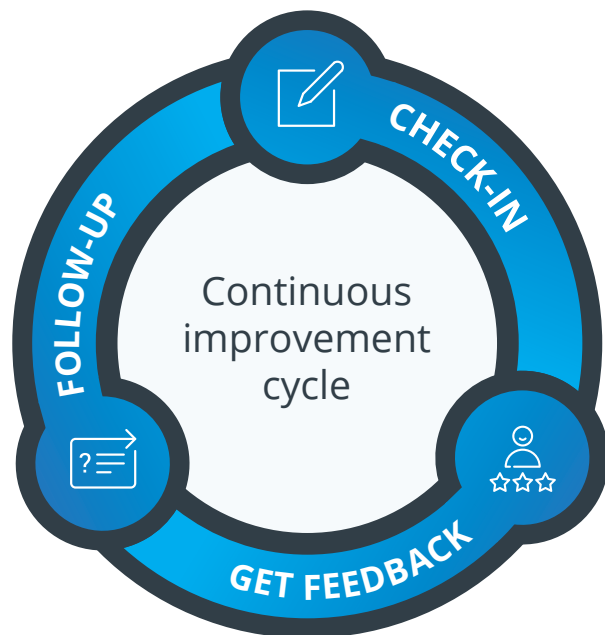 CHECK-IN
FOLLOW-UP
Continuous
improvement
cycle
?
GET FEEDBACK